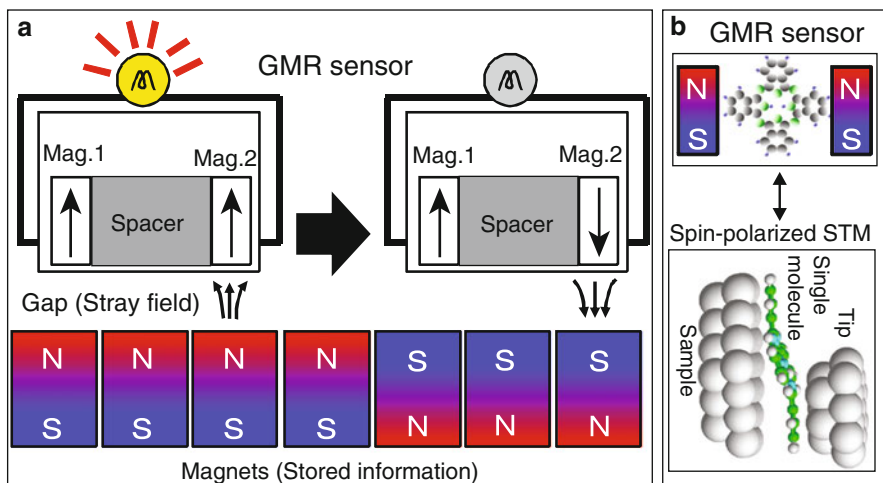 a
GMR sensor
Mag.1
Mag.2
Spacer
Mag.1
Mag.2
Spacer
Gap (Stray field)
N N N N S S S
S S S S N N N
Magnets (Stored information)
b
GMR sensor
N N
S S
Spin-polarized STM
Sample
Single
molecule
Tip